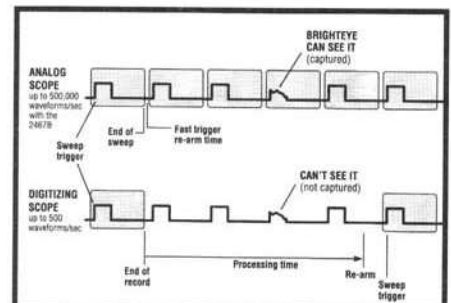 BRIGHTEYE
CAN SEE IT
(captured)
ANALOG
SCOPE
up to 500,000
waveforms/sec
with the
2467B
Sweep
trigger
End of
sweep
Fast trigger
re-arm time
CAN'T SEE IT
(not captured)
DIGITIZING
SCOPE
up to 500
waveforms/sec
End of
record
Processing time
Re-arm
Sweep
trigger